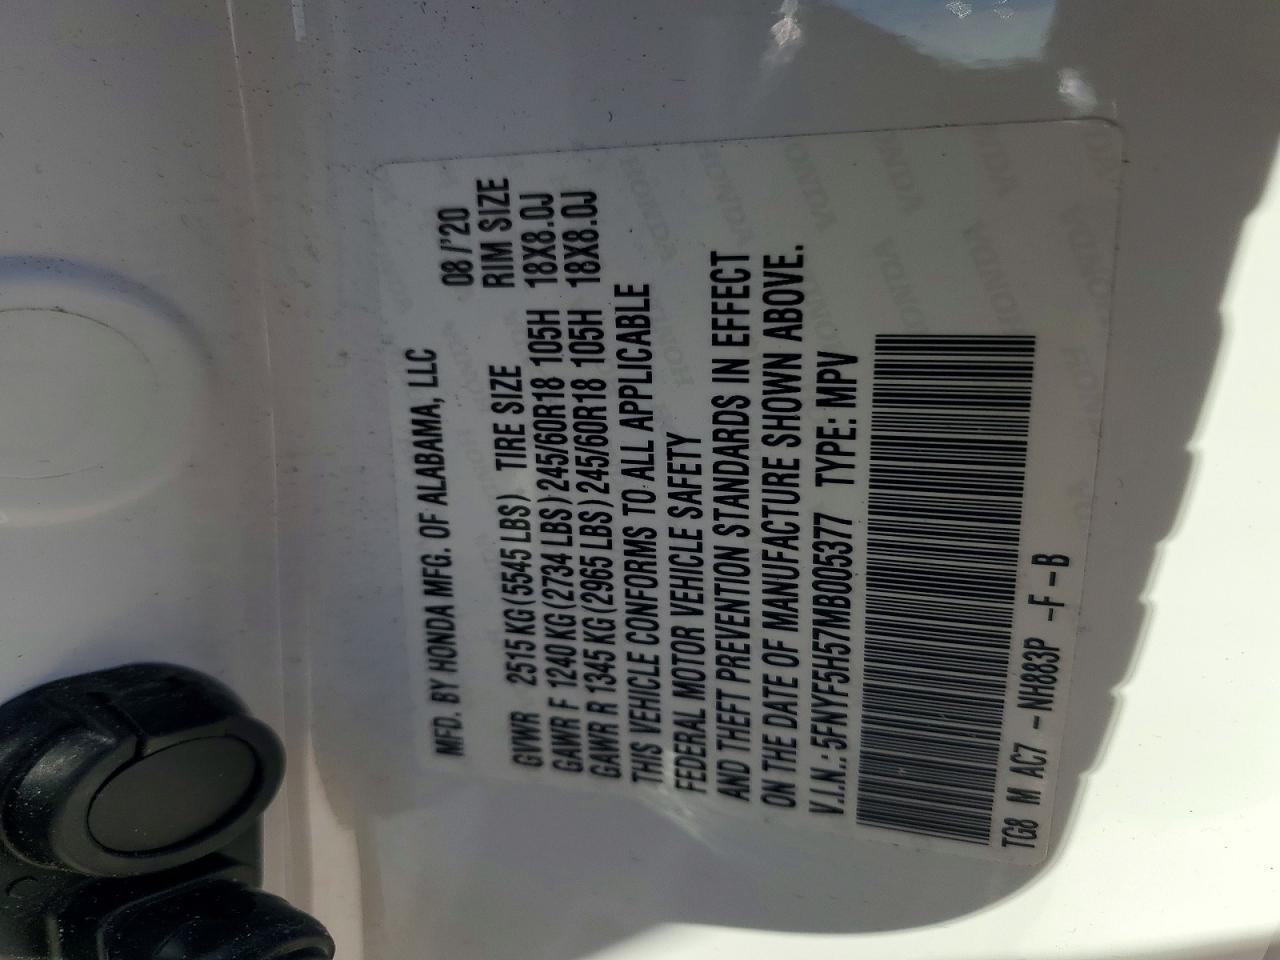 MFD. BY HONDA MFG. OF ALABAMA, LLC 08/'20
GVWR 2515 KG (5545 LBS) TIRE SIZE RIM SIZE
GAWR F 1240 KG (2734 LBS) 245/60R18 105H 18X8.0J
GAWR R 1345 KG (2965 LBS) 245/60R18 105H 18X8.0J
THIS VEHICLE CONFORMS TO ALL APPLICABLE
FEDERAL MOTOR VEHICLE SAFETY
AND THEFT PREVENTION STANDARDS IN EFFECT
ON THE DATE OF MANUFACTURE SHOWN ABOVE.
V.I.N.: 5FNYF5H57MB005377 TYPE: MPV
TG8 M AC7 -NH883P -F-B